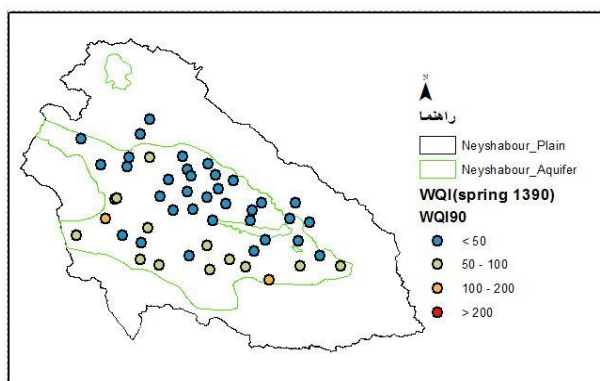 N
راهنما
Neyshabour_Plain
Neyshabour_Aquifer
WQI(spring 1390)
WQI90
< 50
50 - 100
100 - 200
> 200